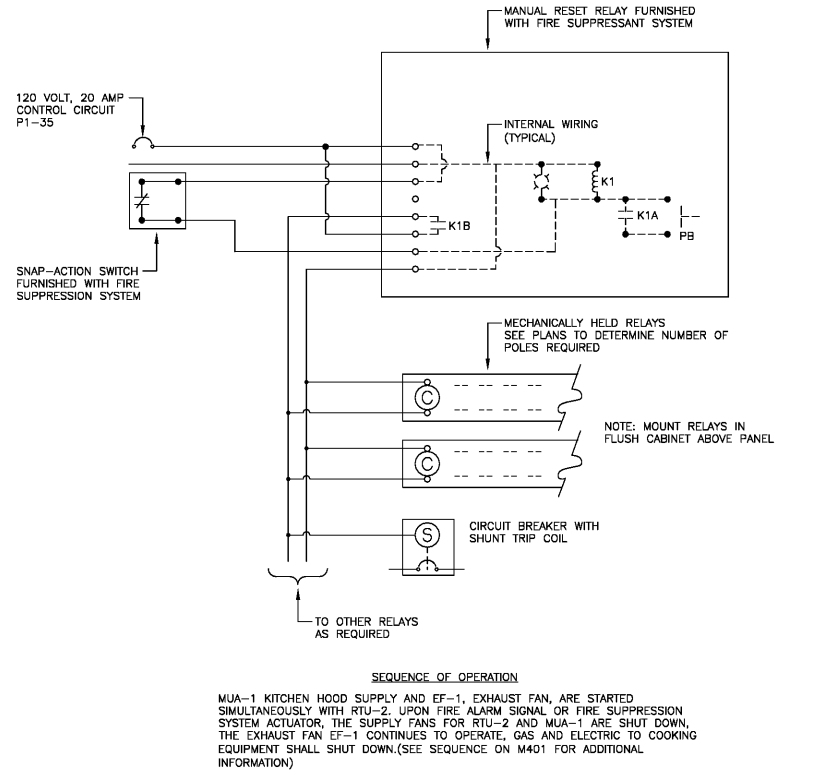 MANUAL RESET RELAY FURNISHED
WITH FIRE SUPPRESSANT SYSTEM
120 VOLT, 20 AMP
CONTROL CIRCUIT
P1-35
INTERNAL WIRING
(TYPICAL)
K1
K1A
PB
K1B
SNAP-ACTION SWITCH
FURNISHED WITH FIRE
SUPPRESSION SYSTEM
MECHANICALLY HELD RELAYS
SEE PLANS TO DETERMINE NUMBER OF
POLES REQUIRED
C
NOTE: MOUNT RELAYS IN
FLUSH CABINET ABOVE PANEL
C
CIRCUIT BREAKER WITH
SHUNT TRIP COIL
S
TO OTHER RELAYS
AS REQUIRED
SEQUENCE OF OPERATION
MUA-1 KITCHEN HOOD SUPPLY AND EF-1, EXHAUST FAN, ARE STARTED
SIMULTANEOUSLY WITH RTU-2. UPON FIRE ALARM SIGNAL OR FIRE SUPPRESSION
SYSTEM ACTUATOR, THE SUPPLY FANS FOR RTU-2 AND MUA-1 ARE SHUT DOWN,
THE EXHAUST FAN EF-1 CONTINUES TO OPERATE, GAS AND ELECTRIC TO COOKING
EQUIPMENT SHALL SHUT DOWN.(SEE SEQUENCE ON M401 FOR ADDITIONAL
INFORMATION)